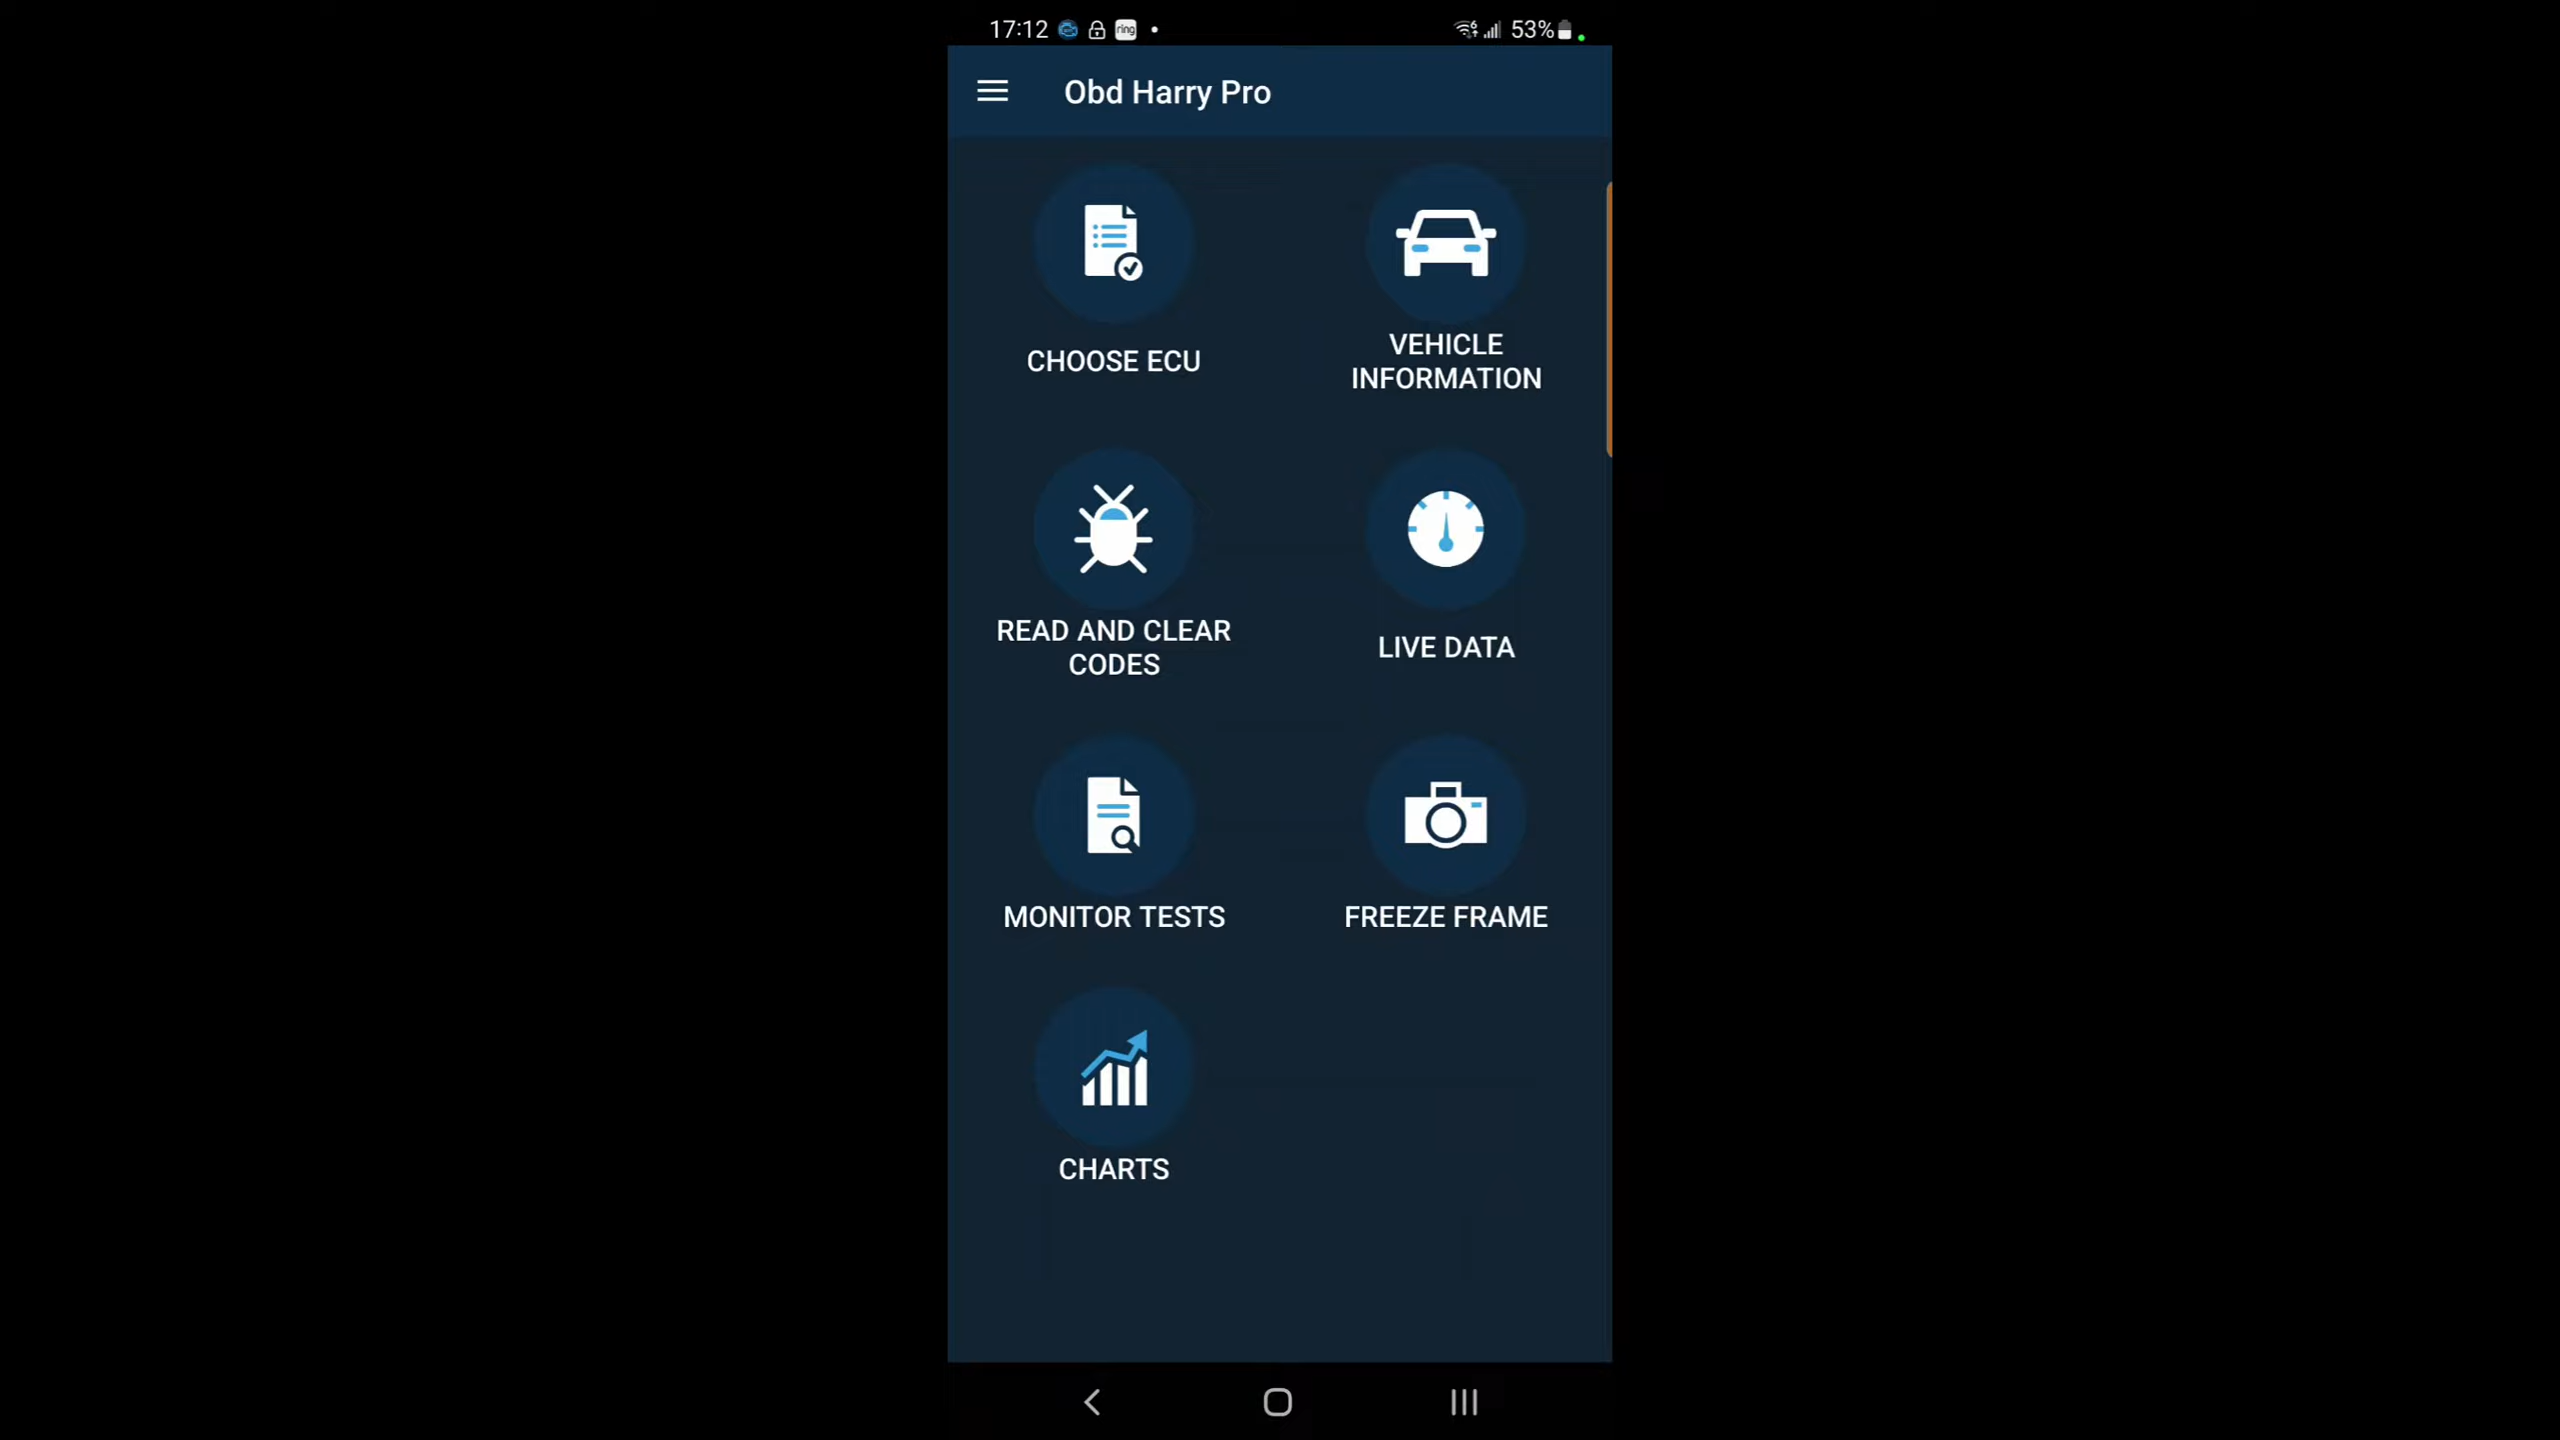 17:12 ring 53%
Obd Harry Pro
CHOOSE ECU
VEHICLE
INFORMATION
READ AND CLEAR
CODES
LIVE DATA
MONITOR TESTS
FREEZE FRAME
CHARTS